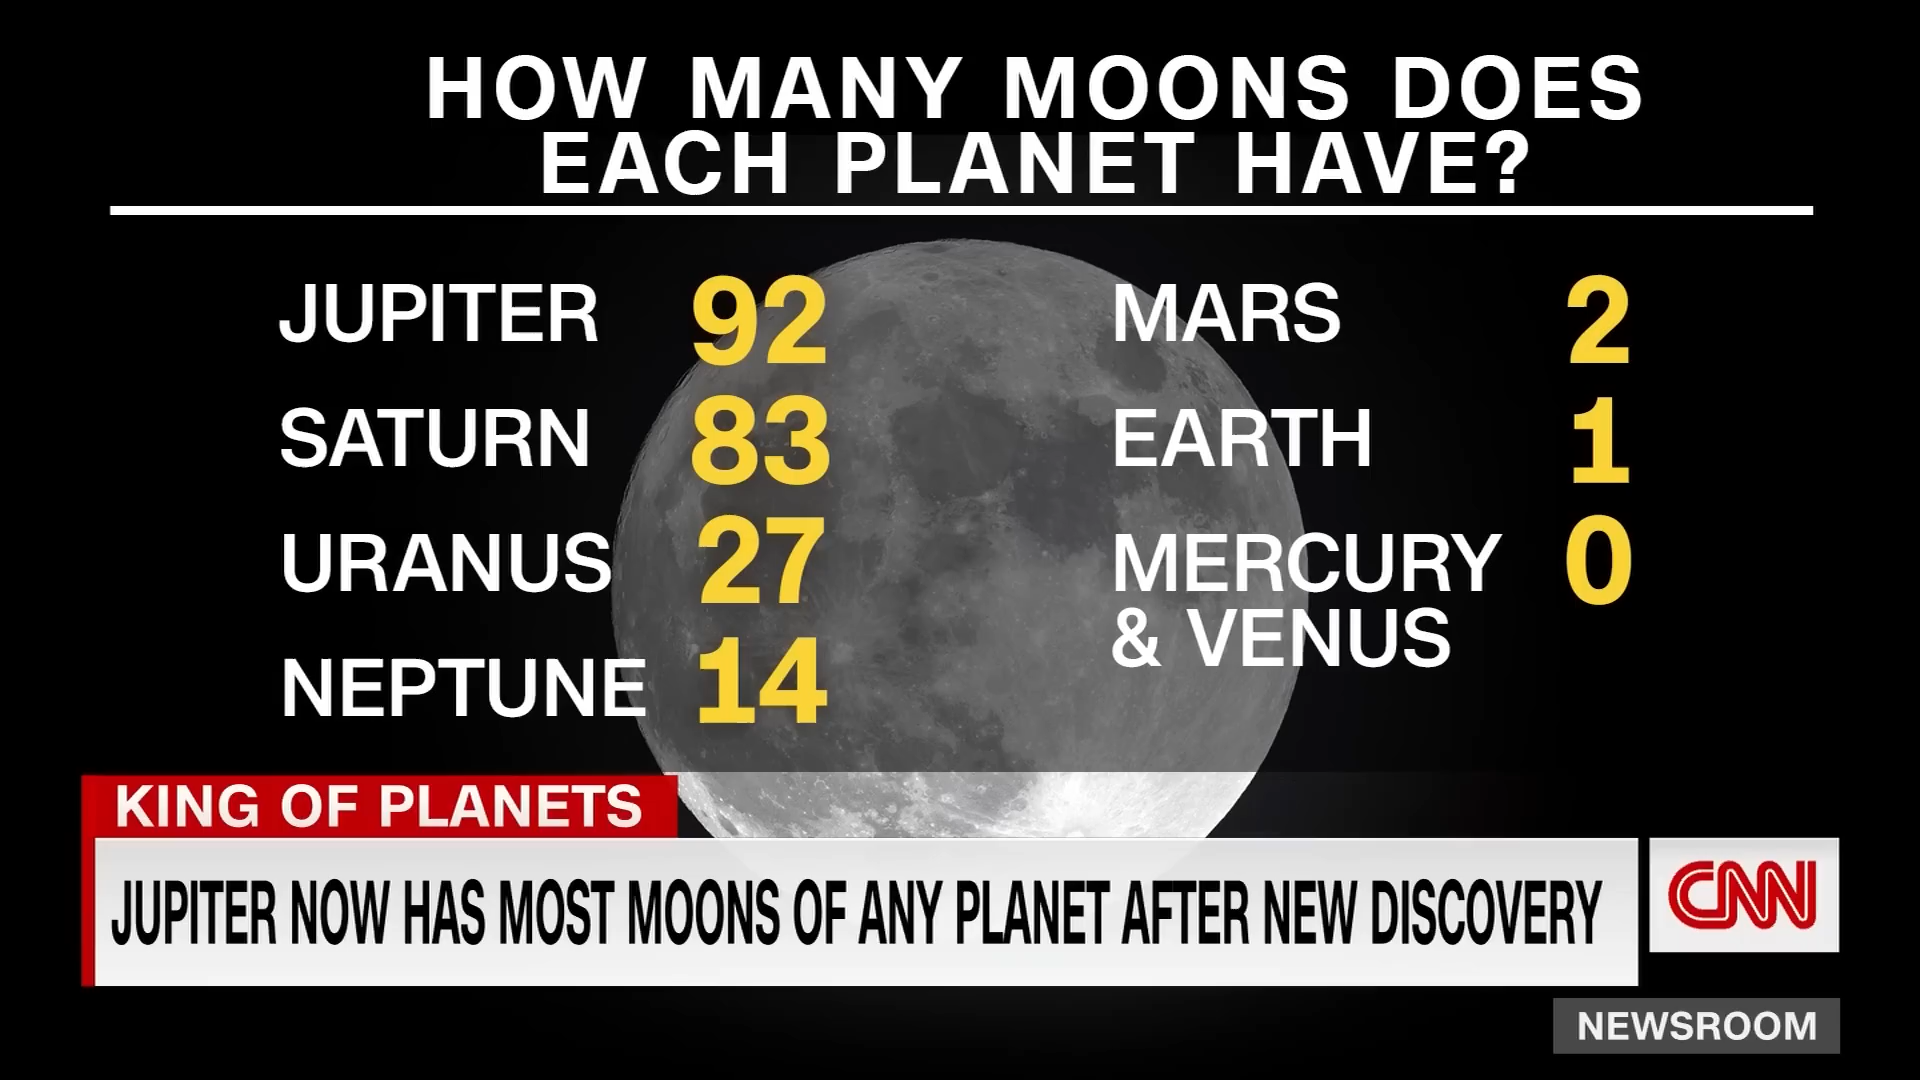 HOW MANY MOONS DOES
EACH PLANET HAVE?
JUPITER 92
SATURN 83
URANUS 27
NEPTUNE 14
MARS 2
EARTH 1
MERCURY 0
& VENUS
KING OF PLANETS
JUPITER NOW HAS MOST MOONS OF ANY PLANET AFTER NEW DISCOVERY
CNN
NEWSROOM